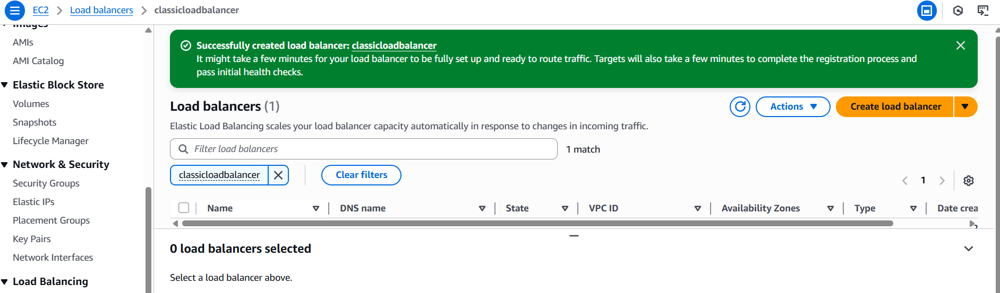 EC2 > Load balancers > classicloadbalancer
Images
AMIs
AMI Catalog
Elastic Block Store
Volumes
Snapshots
Lifecycle Manager
Network & Security
Security Groups
Elastic IPs
Placement Groups
Key Pairs
Network Interfaces
Load Balancing
Successfully created load balancer: classicloadbalancer
It might take a few minutes for your load balancer to be fully set up and ready to route traffic. Targets will also take a few minutes to complete the registration process and
pass initial health checks.
Load balancers (1)
Actions
Create load balancer
Elastic Load Balancing scales your load balancer capacity automatically in response to changes in incoming traffic.
Filter load balancers
1 match
classicloadbalancer
Clear filters
1
Name DNS name State VPC ID Availability Zones Type Date crea
0 load balancers selected
Select a load balancer above.